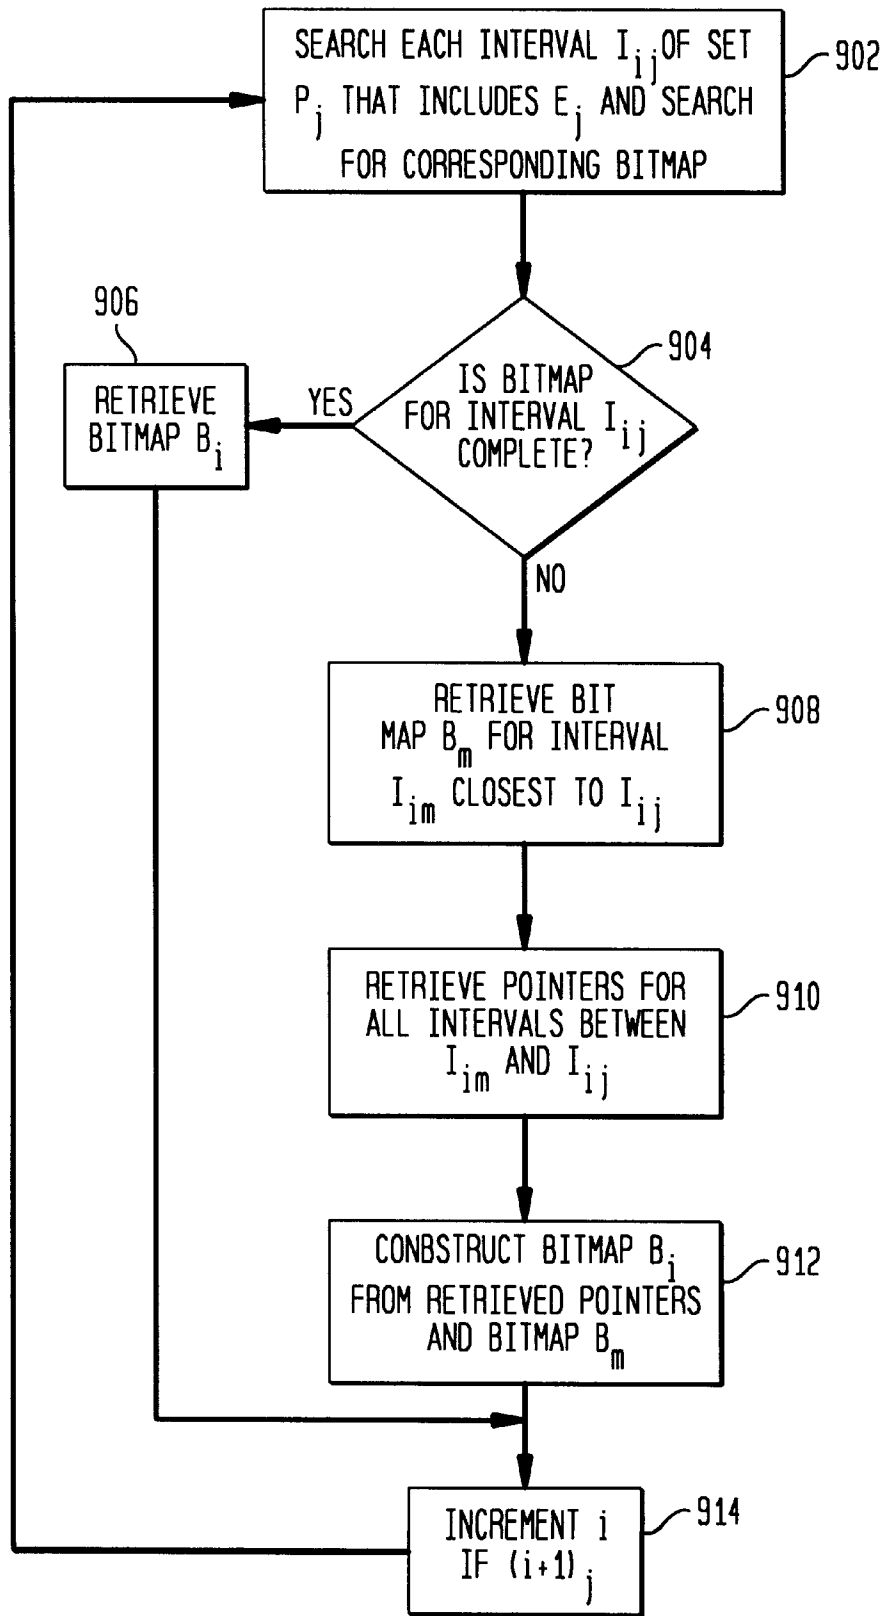 SEARCH EACH INTERVAL I_ij OF SET
P_j THAT INCLUDES E_j AND SEARCH
FOR CORRESPONDING BITMAP
902
906
904
IS BITMAP
FOR INTERVAL I_ij
COMPLETE?
YES
RETRIEVE
BITMAP B_i
NO
RETRIEVE BIT
MAP B_m FOR INTERVAL
I_im CLOSEST TO I_ij
908
RETRIEVE POINTERS FOR
ALL INTERVALS BETWEEN
I_im AND I_ij
910
CONBSTRUCT BITMAP B_i
FROM RETRIEVED POINTERS
AND BITMAP B_m
912
INCREMENT i
IF (i+1)_j
914